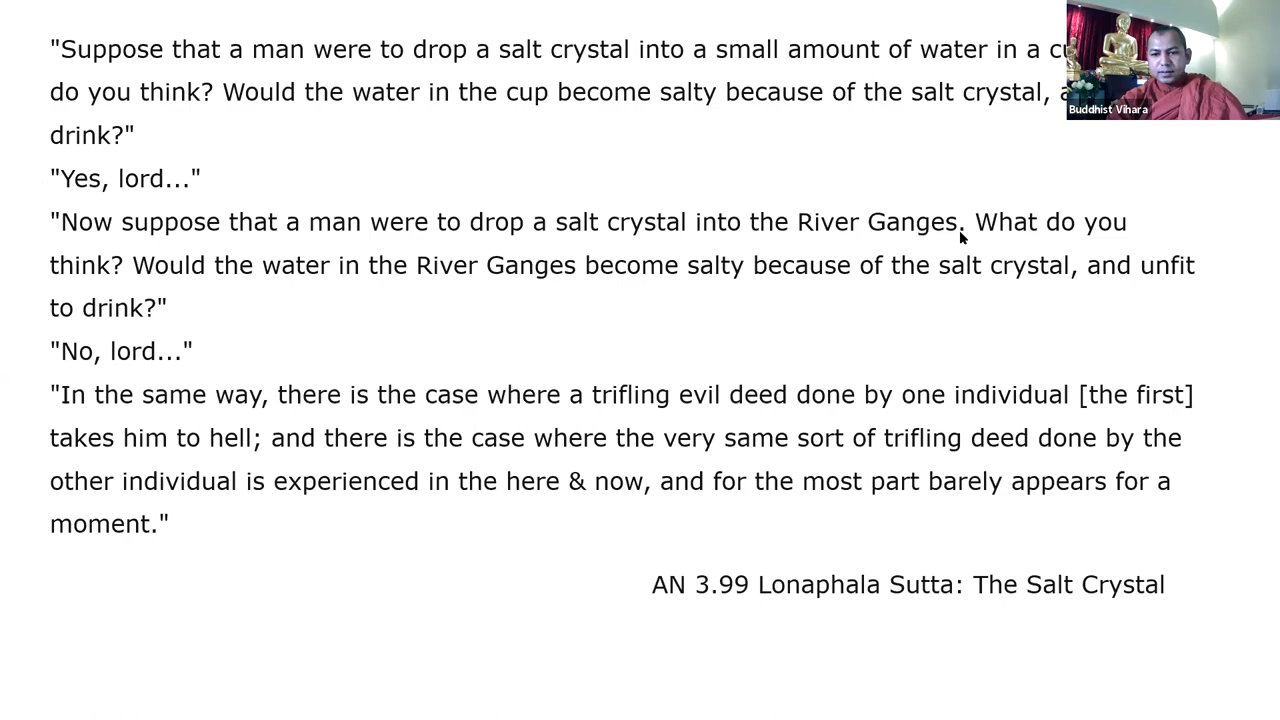 "Suppose that a man were to drop a salt crystal into a small amount of water in a
do you think? Would the water in the cup become salty because of the salt crystal,
drink?"
"Yes, lord..."
"Now suppose that a man were to drop a salt crystal into the River Ganges. What do you
think? Would the water in the River Ganges become salty because of the salt crystal, and unfit
to drink?"
"No, lord..."
"In the same way, there is the case where a trifling evil deed done by one individual [the first]
takes him to hell; and there is the case where the very same sort of trifling deed done by the
other individual is experienced in the here & now, and for the most part barely appears for a
moment."
AN 3.99 Lonaphala Sutta: The Salt Crystal
Buddhist Vihara